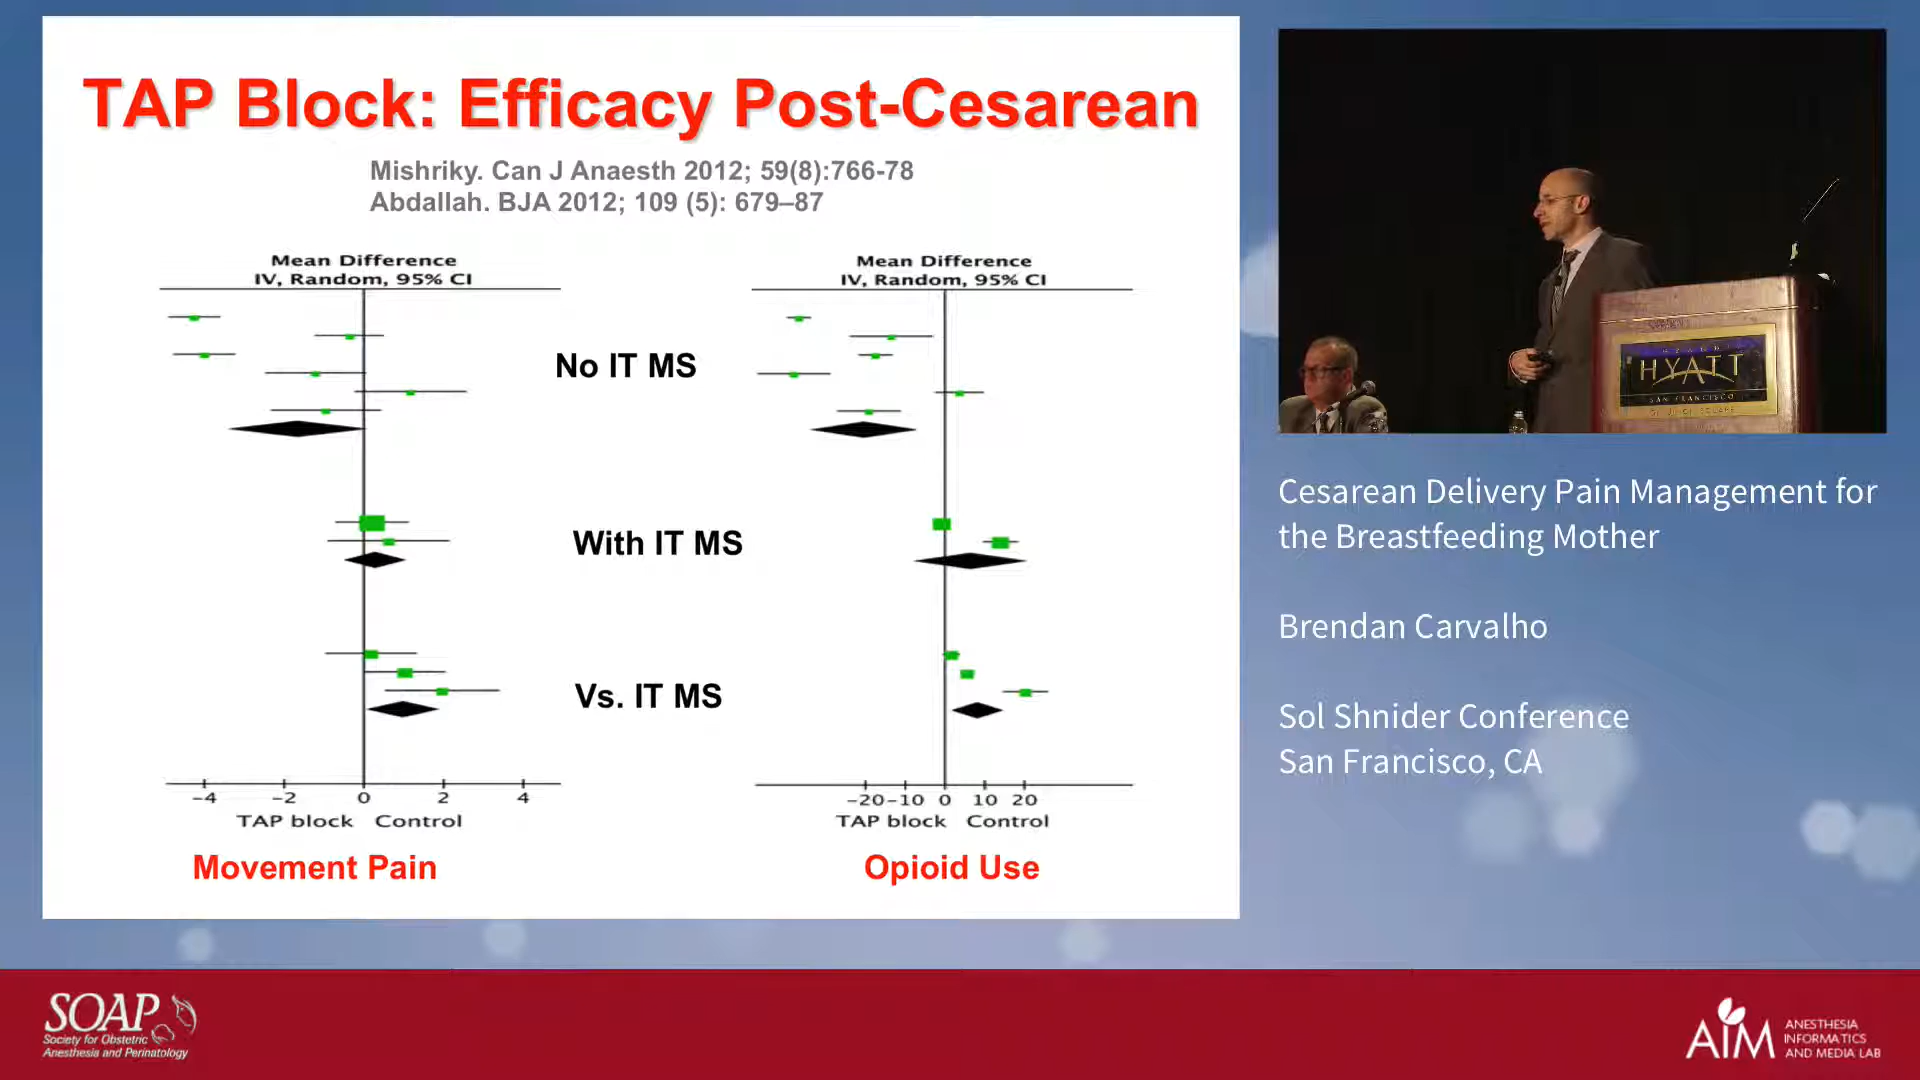 TAP Block: Efficacy Post-Cesarean
Mishriky. Can J Anaesth 2012; 59(8):766-78
Abdallah. BJA 2012; 109 (5): 679–87
Mean Difference
IV, Random, 95% CI
Mean Difference
IV, Random, 95% CI
No IT MS
With IT MS
Vs. IT MS
-4 -2 0 2 4
TAP block Control
Movement Pain
-20 -10 0 10 20
TAP block Control
Opioid Use
HYATT
SAN FRANCISCO
Cesarean Delivery Pain Management for
the Breastfeeding Mother
Brendan Carvalho
Sol Shnider Conference
San Francisco, CA
SOAP
Society for Obstetric
Anesthesia and Perinatology
AIM
ANESTHESIA
INFORMATICS
AND MEDIA LAB